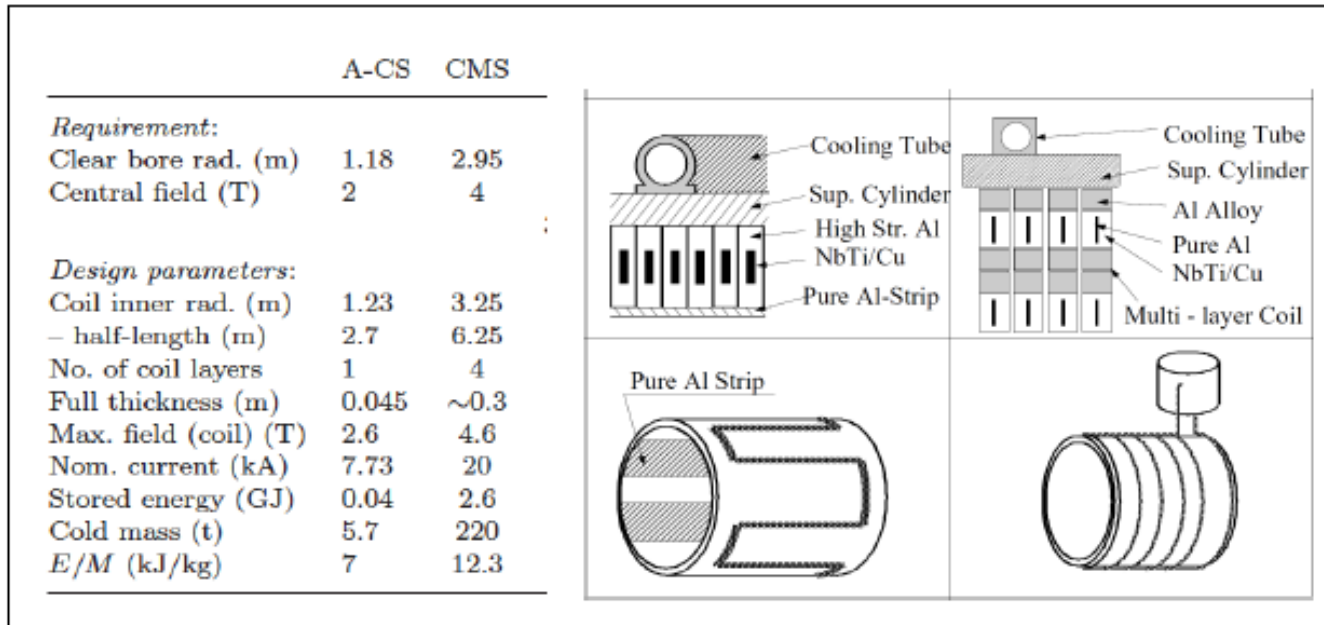 A-CS CMS
Requirement:
Clear bore rad. (m) 1.18 2.95
Central field (T) 2 4
Design parameters:
Coil inner rad. (m) 1.23 3.25
– half-length (m) 2.7 6.25
No. of coil layers 1 4
Full thickness (m) 0.045 ~0.3
Max. field (coil) (T) 2.6 4.6
Nom. current (kA) 7.73 20
Stored energy (GJ) 0.04 2.6
Cold mass (t) 5.7 220
E/M (kJ/kg) 7 12.3
Cooling Tube
Sup. Cylinder
High Str. Al
NbTi/Cu
Pure Al-Strip
Cooling Tube
Sup. Cylinder
Al Alloy
Pure Al
NbTi/Cu
Multi - layer Coil
Pure Al Strip